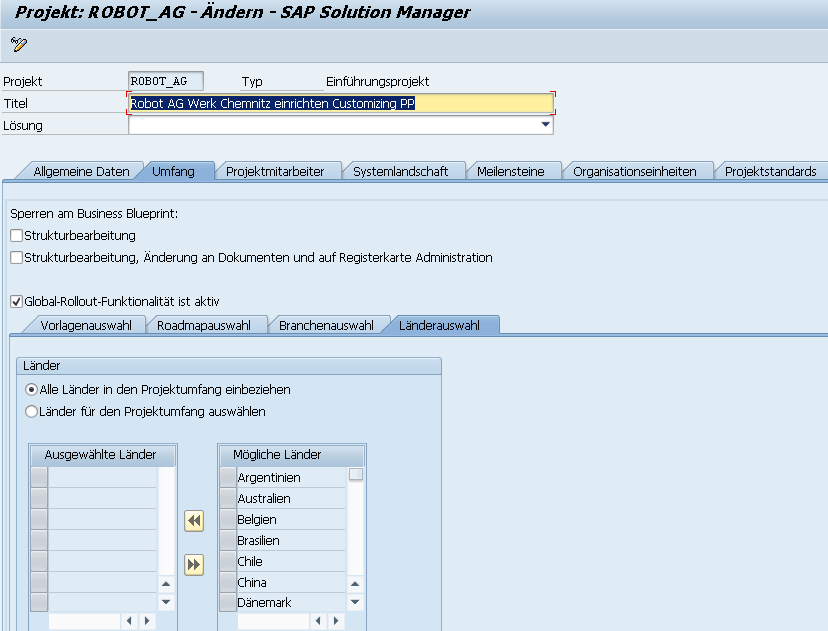 Projekt: ROBOT_AG - Ändern - SAP Solution Manager
Projekt ROBOT_AG Typ Einführungsprojekt
Titel Robot AG Werk Chemnitz einrichten Customizing PP
Lösung
Allgemeine Daten Umfang Projektmitarbeiter Systemlandschaft Meilensteine Organisationseinheiten Projektstandards
Sperren am Business Blueprint:
Strukturbearbeitung
Strukturbearbeitung, Änderung an Dokumenten und auf Registerkarte Administration
Global-Rollout-Funktionalität ist aktiv
Vorlagenauswahl Roadmapauswahl Branchenauswahl Länderauswahl
Länder
Alle Länder in den Projektumfang einbeziehen
Länder für den Projektumfang auswählen
Ausgewählte Länder Mögliche Länder
Argentinien
Australien
Belgien
Brasilien
Chile
China
Dänemark